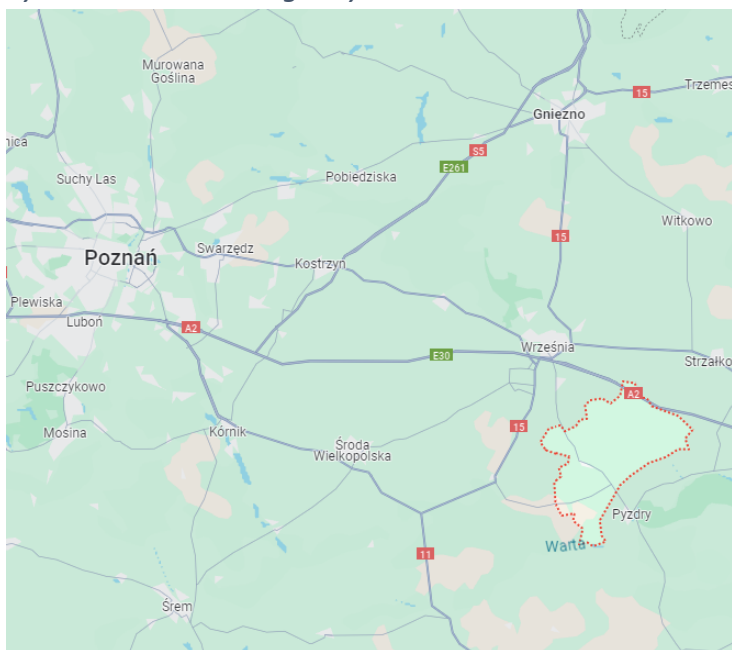 Murowana
Goślina
15
Trzemes
Gniezno
nica
S5
E261
Suchy Las
Pobiedziska
Witkowo
Swarzędz
15
Poznań
Kostrzyn
Plewiska
Luboń
A2
Września
E30
Strzałko
Puszczykowo
A2
Mosina
Kórnik
15
Środa
Wielkopolska
Pyzdry
Warta
11
Śrem